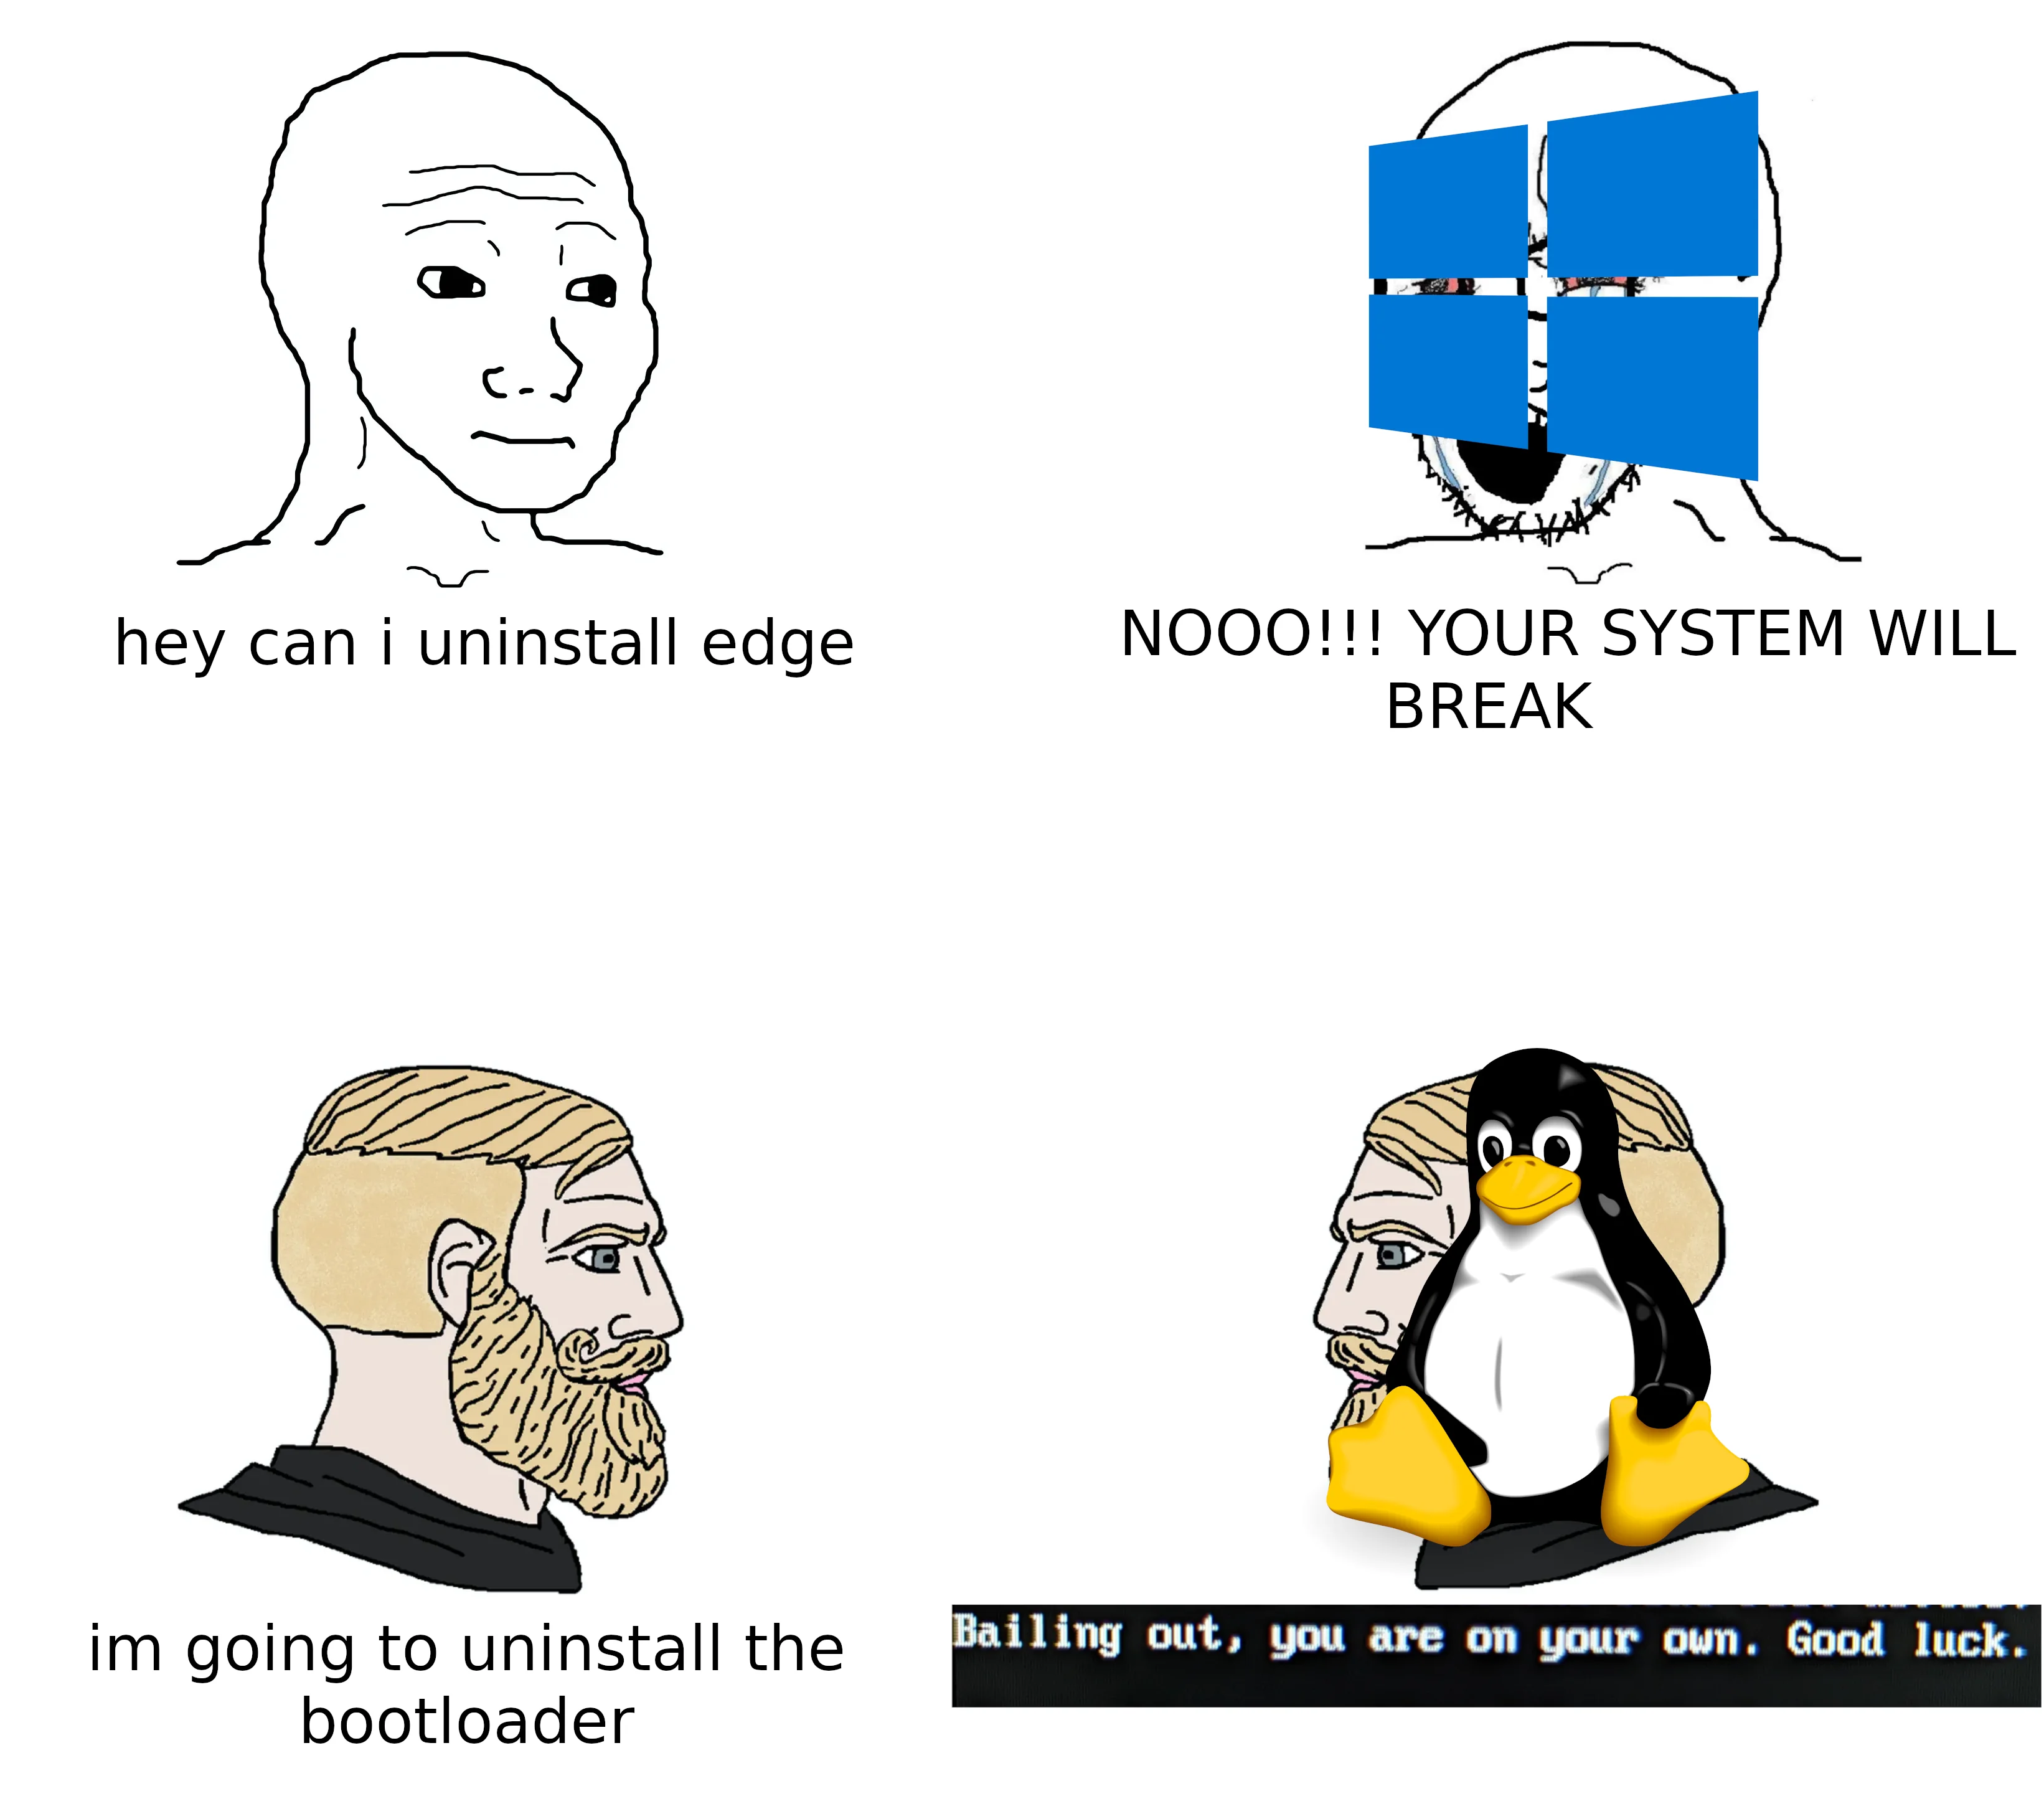 hey can i uninstall edge
NOOO!!! YOUR SYSTEM WILL
BREAK
im going to uninstall the
bootloader
Bailing out, you are on your own. Good luck.